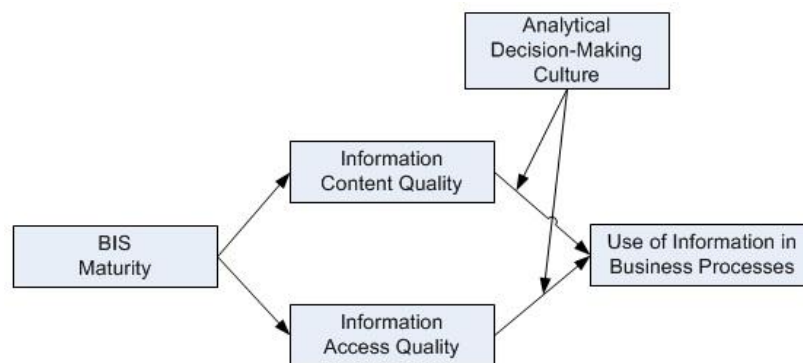 Analytical
Decision-Making
Culture
Information
Content Quality
BIS
Maturity
Use of Information in
Business Processes
Information
Access Quality